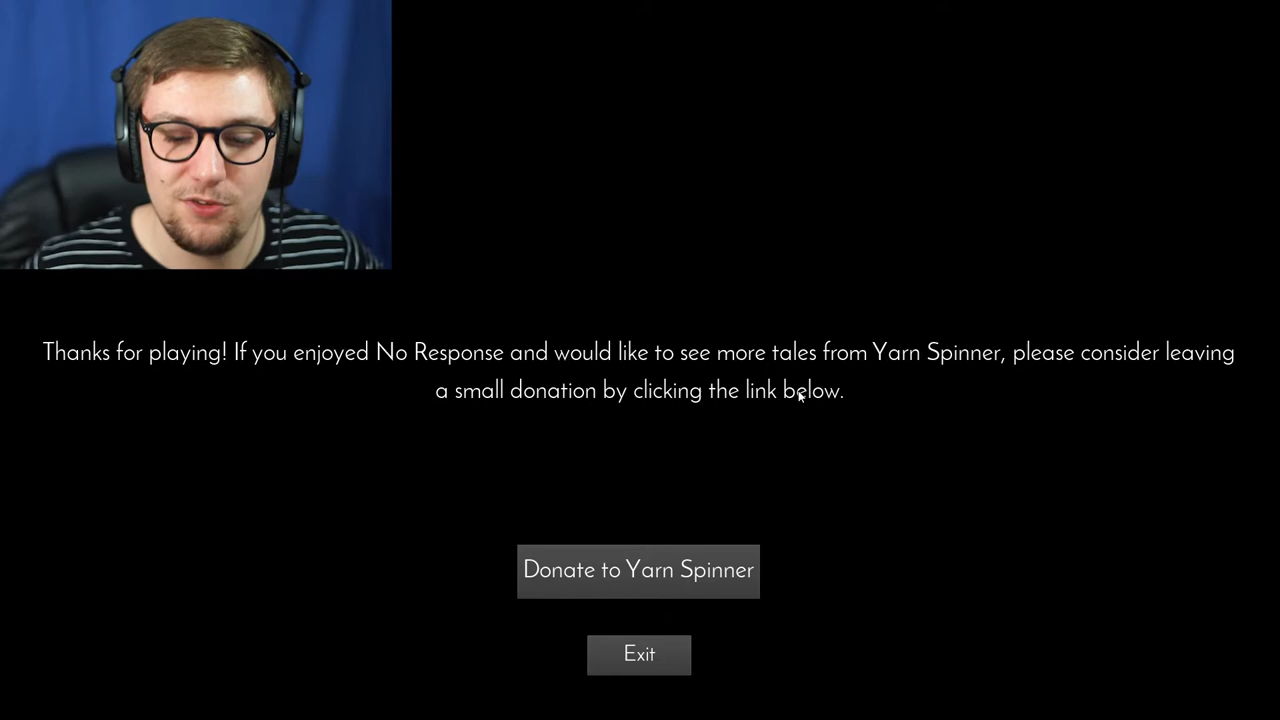 Thanks for playing! If you enjoyed No Response and would like to see more tales from Yarn Spinner, please consider leaving
a small donation by clicking the link below.
Donate to Yarn Spinner
Exit